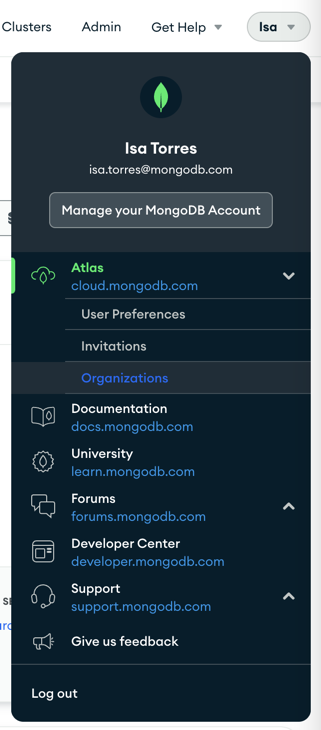 Clusters
Admin
Get Help
Isa
Isa Torres
isa.torres@mongodb.com
Manage your MongoDB Account
Atlas
cloud.mongodb.com
User Preferences
Invitations
Organizations
Documentation
docs.mongodb.com
University
learn.mongodb.com
Forums
forums.mongodb.com
Developer Center
developer.mongodb.com
Support
support.mongodb.com
Give us feedback
Log out